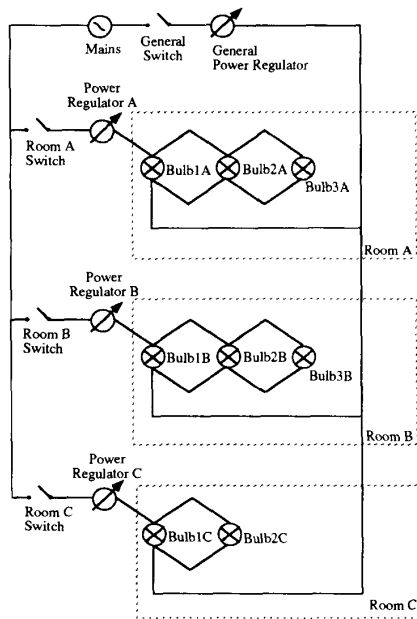 Mains
General
Switch
General
Power Regulator
Power
Regulator A
Room A
Switch
Bulb1A
Bulb2A
Bulb3A
Room A
Power
Regulator B
Room B
Switch
Bulb1B
Bulb2B
Bulb3B
Room B
Power
Regulator C
Room C
Switch
Bulb1C
Bulb2C
Room C